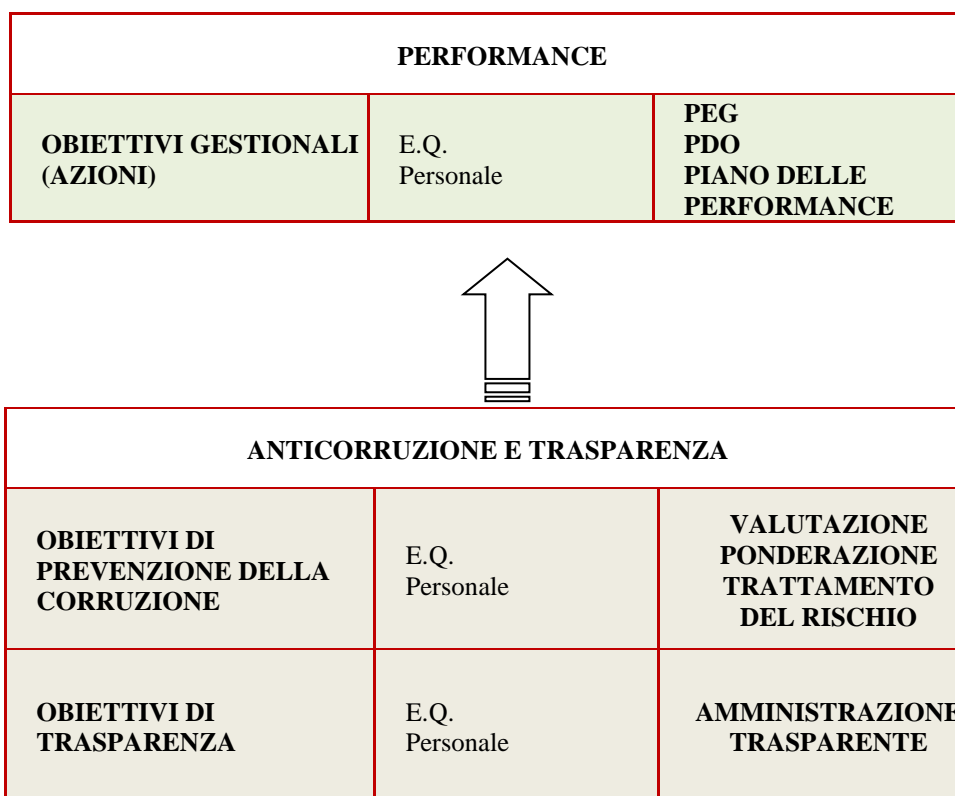 PERFORMANCE
OBIETTIVI GESTIONALI
(AZIONI)
E.Q.
Personale
PEG
PDO
PIANO DELLE
PERFORMANCE
ANTICORRUZIONE E TRASPARENZA
OBIETTIVI DI
PREVENZIONE DELLA
CORRUZIONE
E.Q.
Personale
VALUTAZIONE
PONDERAZIONE
TRATTAMENTO
DEL RISCHIO
OBIETTIVI DI
TRASPARENZA
E.Q.
Personale
AMMINISTRAZIONE
TRASPARENTE